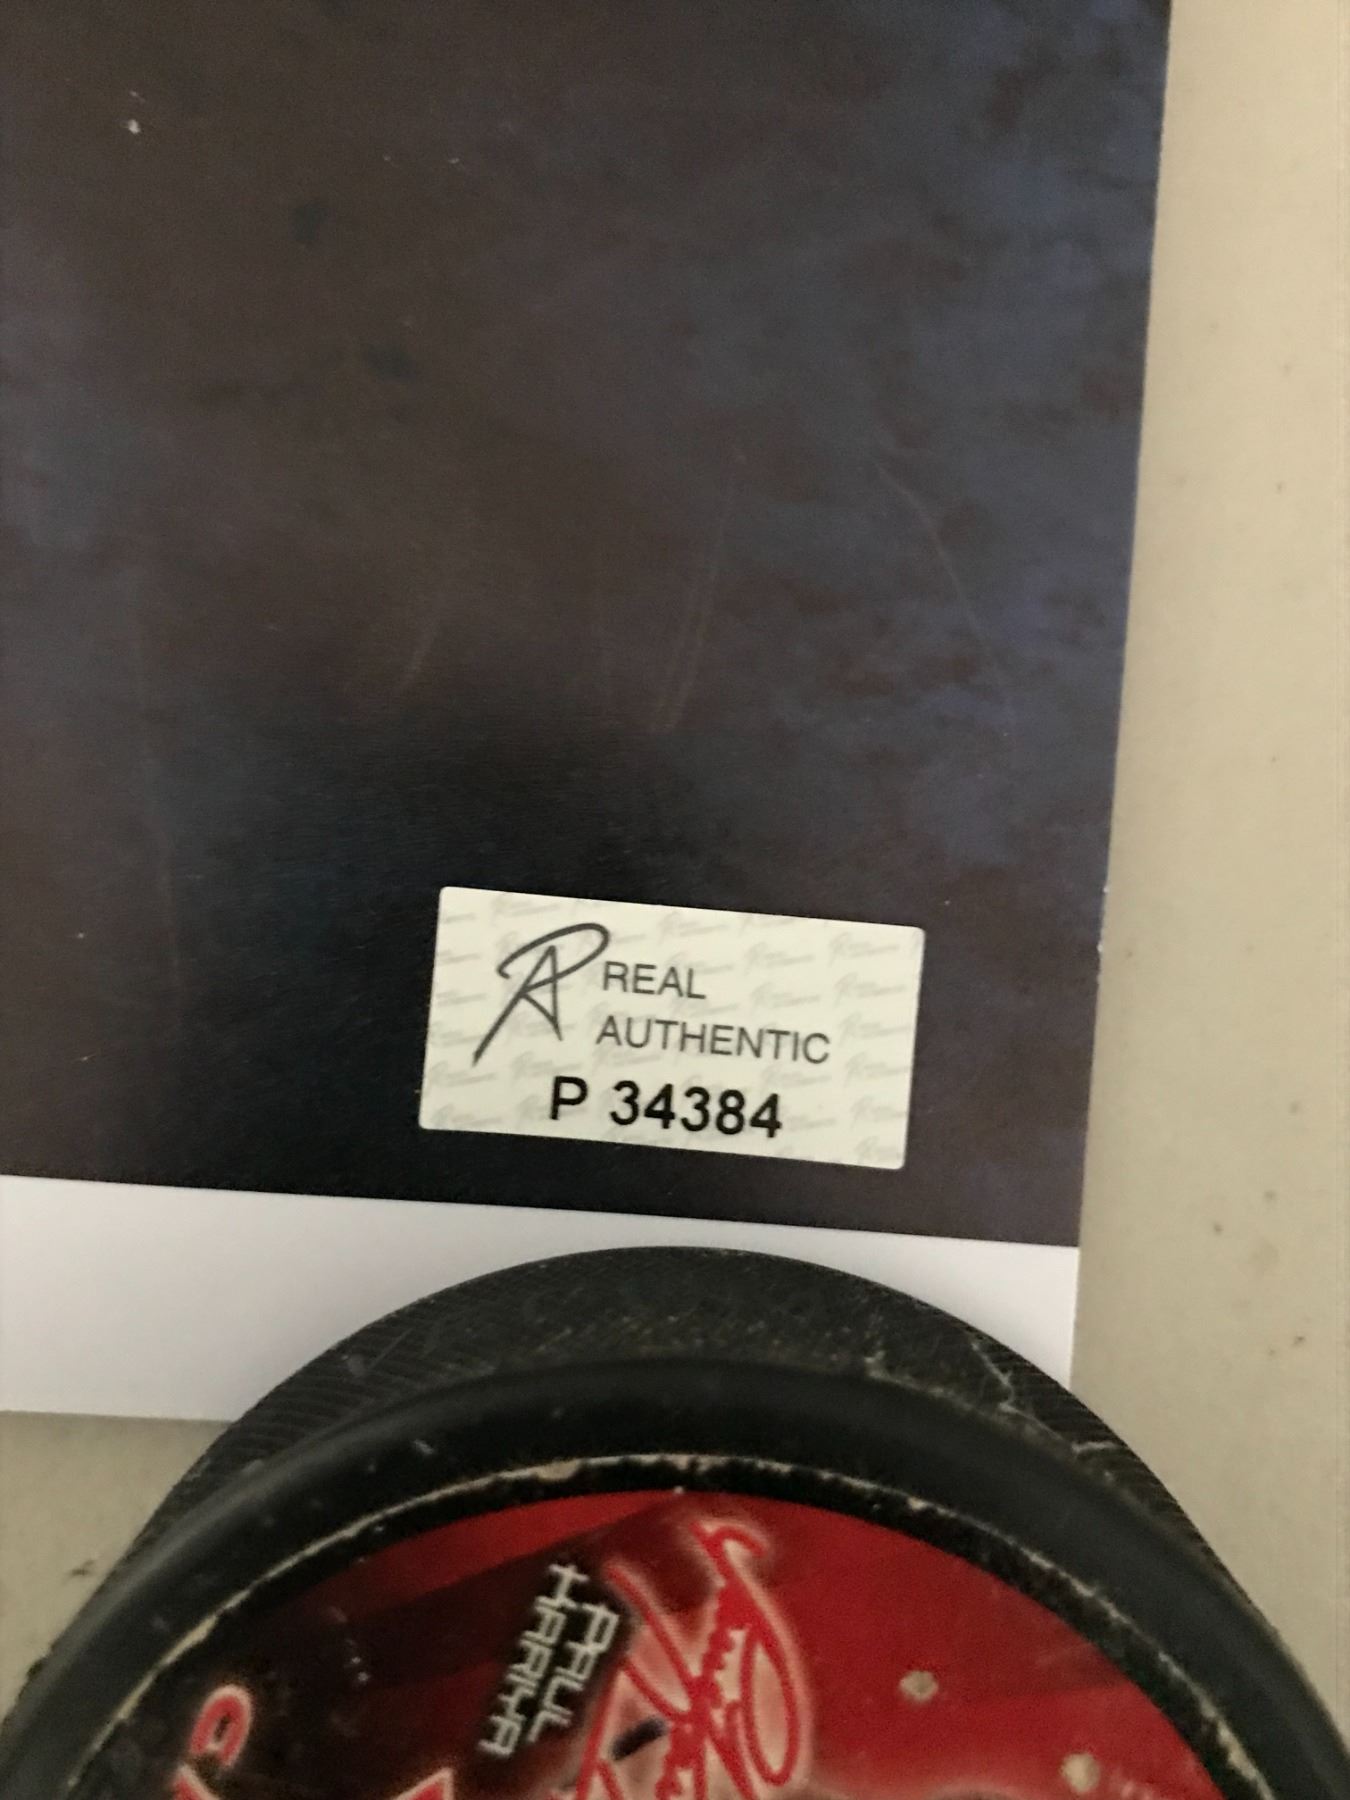 REAL
AUTHENTIC
P 34384
PAUL
KARIYA